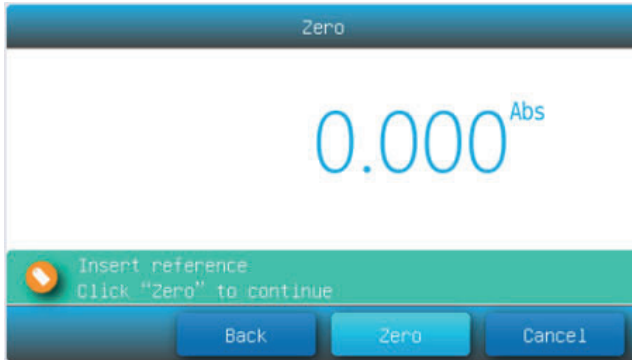 Zero
0.000 Abs
Insert reference
Click "Zero" to continue
Back Zero Cancel